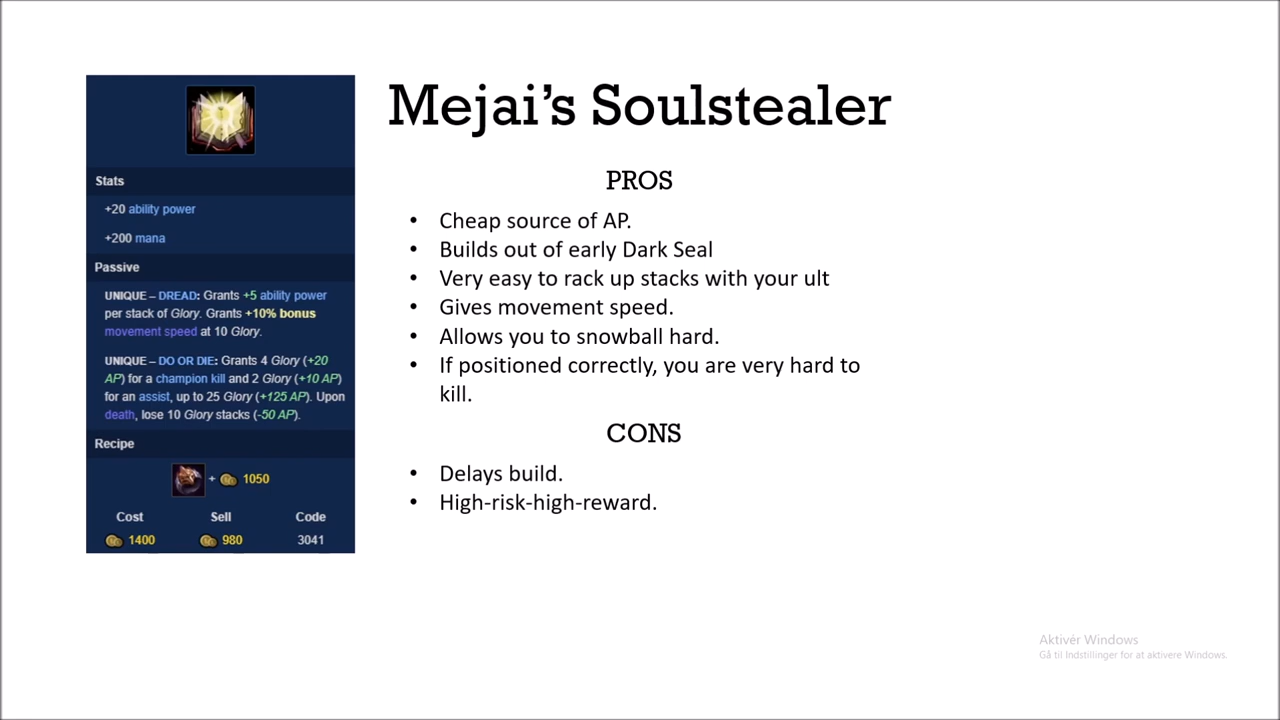 Mejai’s Soulstealer
Stats
+20 ability power
+200 mana
Passive
UNIQUE – DREAD: Grants +5 ability power
per stack of Glory. Grants +10% bonus
movement speed at 10 Glory.
UNIQUE – DO OR DIE: Grants 4 Glory (+20
AP) for a champion kill and 2 Glory (+10 AP)
for an assist, up to 25 Glory (+125 AP). Upon
death, lose 10 Glory stacks (-50 AP).
Recipe
+ 1050
Cost Sell Code
1400 980 3041
PROS
• Cheap source of AP.
• Builds out of early Dark Seal
• Very easy to rack up stacks with your ult
• Gives movement speed.
• Allows you to snowball hard.
• If positioned correctly, you are very hard to
kill.
CONS
• Delays build.
• High-risk-high-reward.
Aktivér Windows
Gå til Indstillinger for at aktivere Windows.